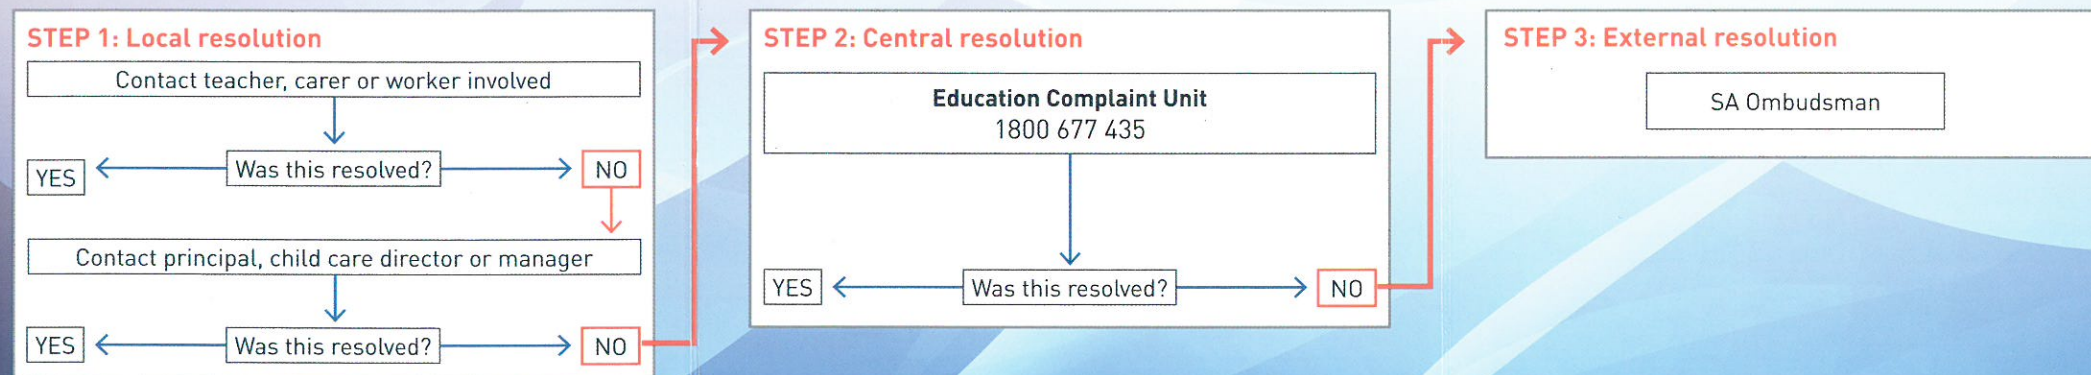 STEP 1: Local resolution
Contact teacher, carer or worker involved
YES
Was this resolved?
NO
Contact principal, child care director or manager
YES
Was this resolved?
NO
STEP 2: Central resolution
Education Complaint Unit
1800 677 435
YES
Was this resolved?
NO
STEP 3: External resolution
SA Ombudsman